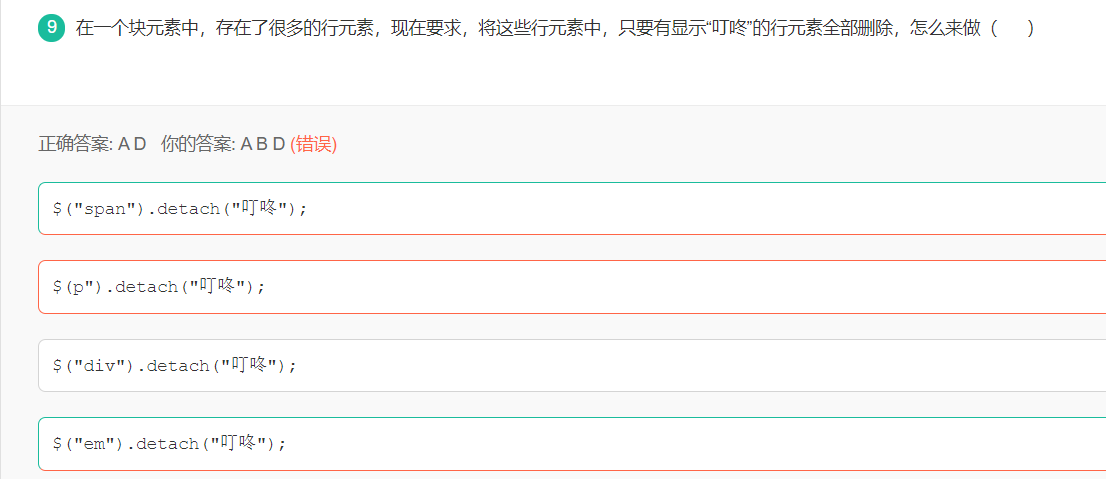 9 在一个块元素中，存在了很多的行元素，现在要求，将这些行元素中，只要有显示“叮咚”的行元素全部删除，怎么来做（ ）
正确答案: A D 你的答案: A B D (错误)
$("span").detach("叮咚");
$(p").detach("叮咚");
$("div").detach("叮咚");
$("em").detach("叮咚");